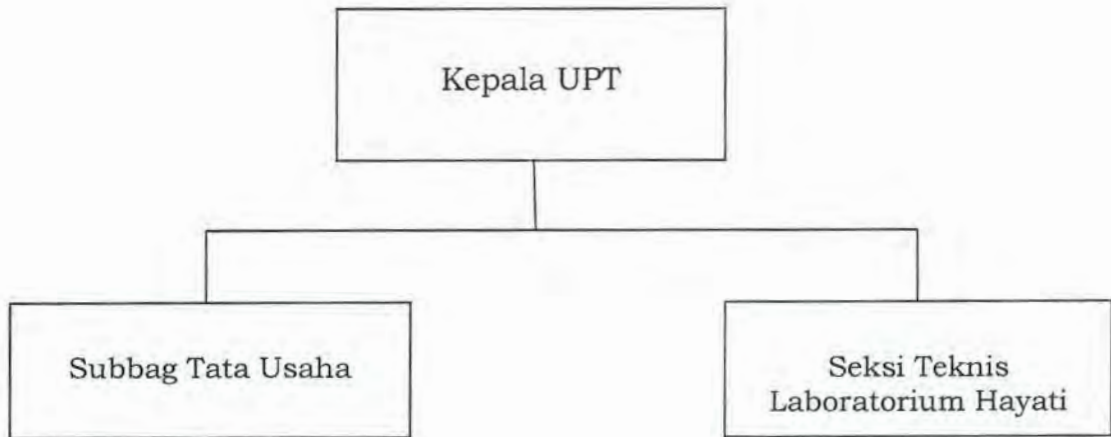 Kepala UPT
Subbag Tata Usaha
Seksi Teknis
Laboratorium Hayati